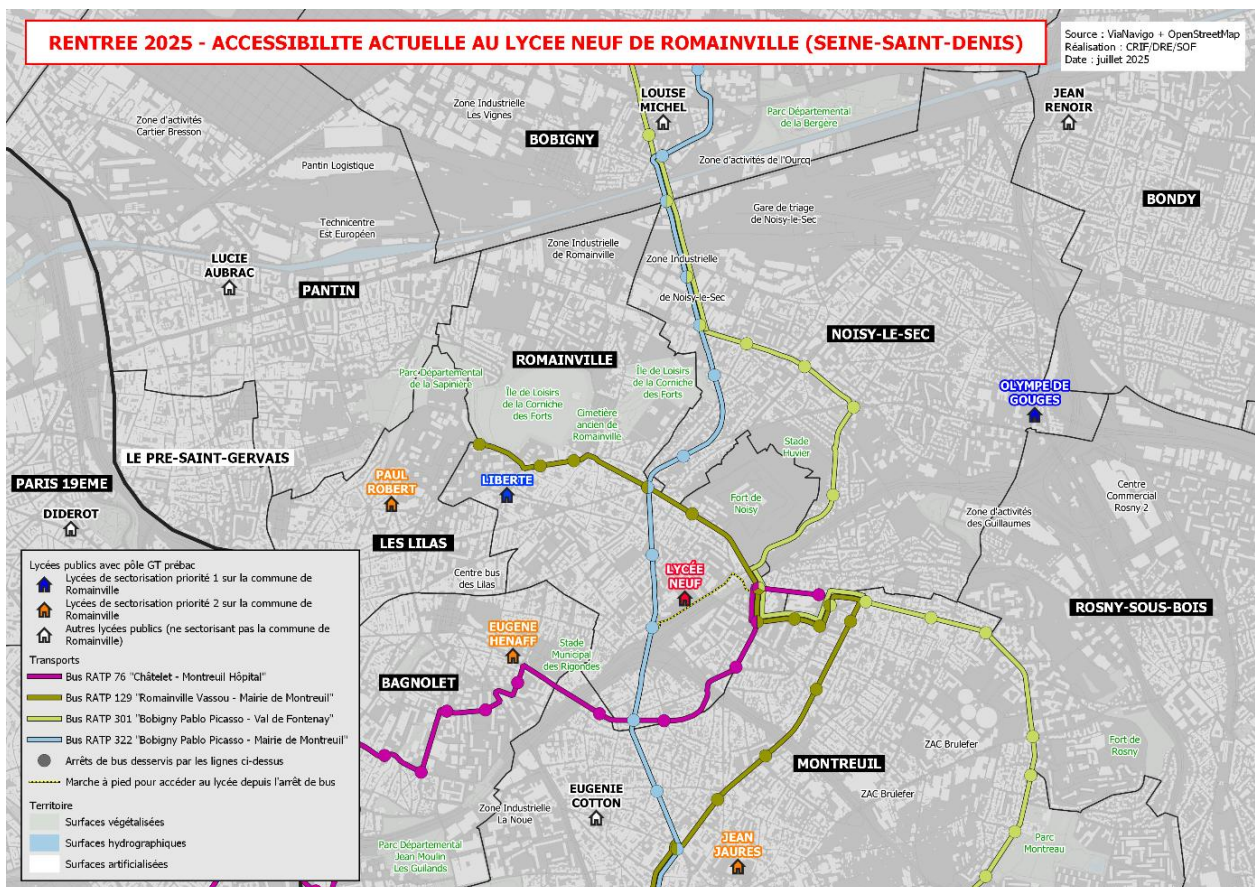 RENTREE 2025 - ACCESSIBILITE ACTUELLE AU LYCEE NEUF DE ROMAINVILLE (SEINE-SAINT-DENIS)
Source : ViaNavigo + OpenStreetMap
Réalisation : CRIF/DRE/SOF
Date : juillet 2025
LOUISE
MICHEL
JEAN
RENOIR
Zone Industrielle
Les Vignes
Parc Départemental
de la Bergère
Zone d'activités
Cartier Bresson
BOBIGNY
Pantin Logistique
Zone d'activités de l'Ourcq
BONDY
Technicentre
Est Européen
Gare de triage
de Noisy-le-Sec
Zone Industrielle
de Romainville
Zone Industrielle
de Noisy-le-Sec
LUCIE
AUBRAC
PANTIN
NOISY-LE-SEC
ROMAINVILLE
Parc Départemental
de la Sapinière
Île de Loisirs
de la Corniche
des Forts
Île de Loisirs
de la Corniche
des Forts
OLYMPE DE
GOUGES
Cimetière
ancien de
Romainville
Stade
Huvier
LE PRE-SAINT-GERVAIS
PARIS 19EME
DIDEROT
PAUL
ROBERT
LIBERTE
Fort de
Noisy
Centre
Commercial
Rosny 2
Zone d'activités
des Guillaumes
LES LILAS
Centre bus
des Lilas
LYCÉE
NEUF
ROSNY-SOUS-BOIS
EUGENE
HENAFF
Stade
Municipal
des Rigondes
BAGNOLET
Fort de
Rosny
ZAC Brulefer
MONTREUIL
ZAC Brulefer
EUGENIE
COTTON
Zone Industrielle
La Noue
JEAN
JAURES
Parc
Montreau
Parc Départemental
Jean Moulin
Les Guilands
Lycées publics avec pôle GT prébac
Lycées de sectorisation priorité 1 sur la commune de
Romainville
Lycées de sectorisation priorité 2 sur la commune de
Romainville
Autres lycées publics (ne sectorisant pas la commune de
Romainville)
Transports
Bus RATP 76 "Châtelet - Montreuil Hôpital"
Bus RATP 129 "Romainville Vassou - Mairie de Montreuil"
Bus RATP 301 "Bobigny Pablo Picasso - Val de Fontenay"
Bus RATP 322 "Bobigny Pablo Picasso - Mairie de Montreuil"
Arrêts de bus desservis par les lignes ci-dessus
Marche à pied pour accéder au lycée depuis l'arrêt de bus
Territoire
Surfaces végétalisées
Surfaces hydrographiques
Surfaces artificialisées